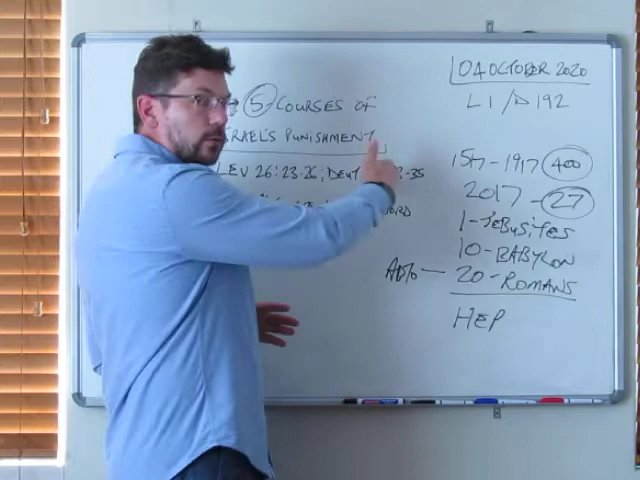 5 - COURSES OF
RAEL'S PUNISHMENT
LEV 26:23-26; DEUT
04 OCTOBER 2020
L1/D192
1517-1917 400
2017-27
1-JEBUSITES
10-BABYLON
AD70 - 20-ROMANS
HEP